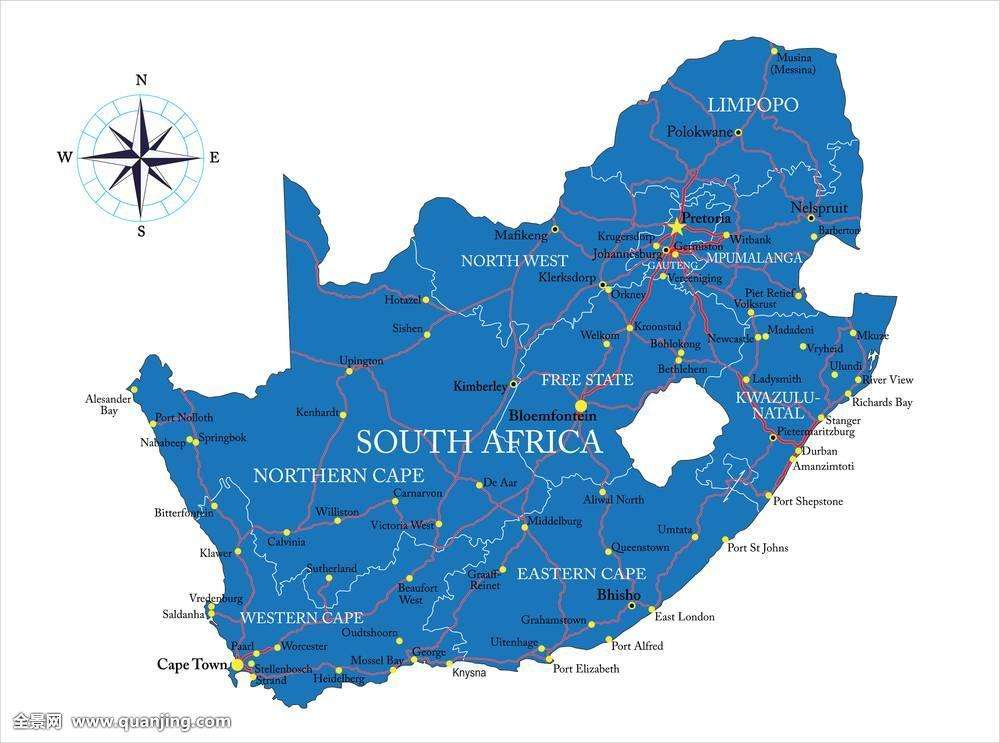 N
W
E
S
Musina
(Messina)
LIMPOPO
Polokwane
Nelspruit
Pretoria
Barberton
Mafikeng
Krugersdorp
Witbank
Germiston
Johannesburg
MPUMALANGA
NORTH WEST
GAUTENG
Vereeniging
Klerksdorp
Orkney
Piet Retief
Hotazel
Volksrust
Sishen
Kroonstad
Madadeni
Welkom
Newcastle
Mkuze
Bohlokong
Vryheid
Upington
Bethlehem
Ulundi
Kimberley
FREE STATE
Ladysmith
River View
Alesander
Bay
KWAZULU-
NATAL
Richards Bay
Port Nolloth
Kenhardt
Bloemfontein
Stanger
Nababeep
Springbok
SOUTH AFRICA
Pietermaritzburg
Durban
Amanzimtoti
NORTHERN CAPE
De Aar
Carnarvon
Aliwal North
Port Shepstone
Bitterfontein
Williston
Victoria West
Middelburg
Umtata
Calvinia
Klawer
Queenstown
Port St Johns
Sutherland
Graaff-
Reinet
EASTERN CAPE
Beaufort
West
Bhisho
Vredenburg
Saldanha
WESTERN CAPE
East London
Grahamstown
Oudtshoorn
Uitenhage
Port Alfred
Paarl
Worcester
George
Cape Town
Mossel Bay
Stellenbosch
Knysna
Port Elizabeth
Strand
Heidelberg
全景网 www.quanjing.com